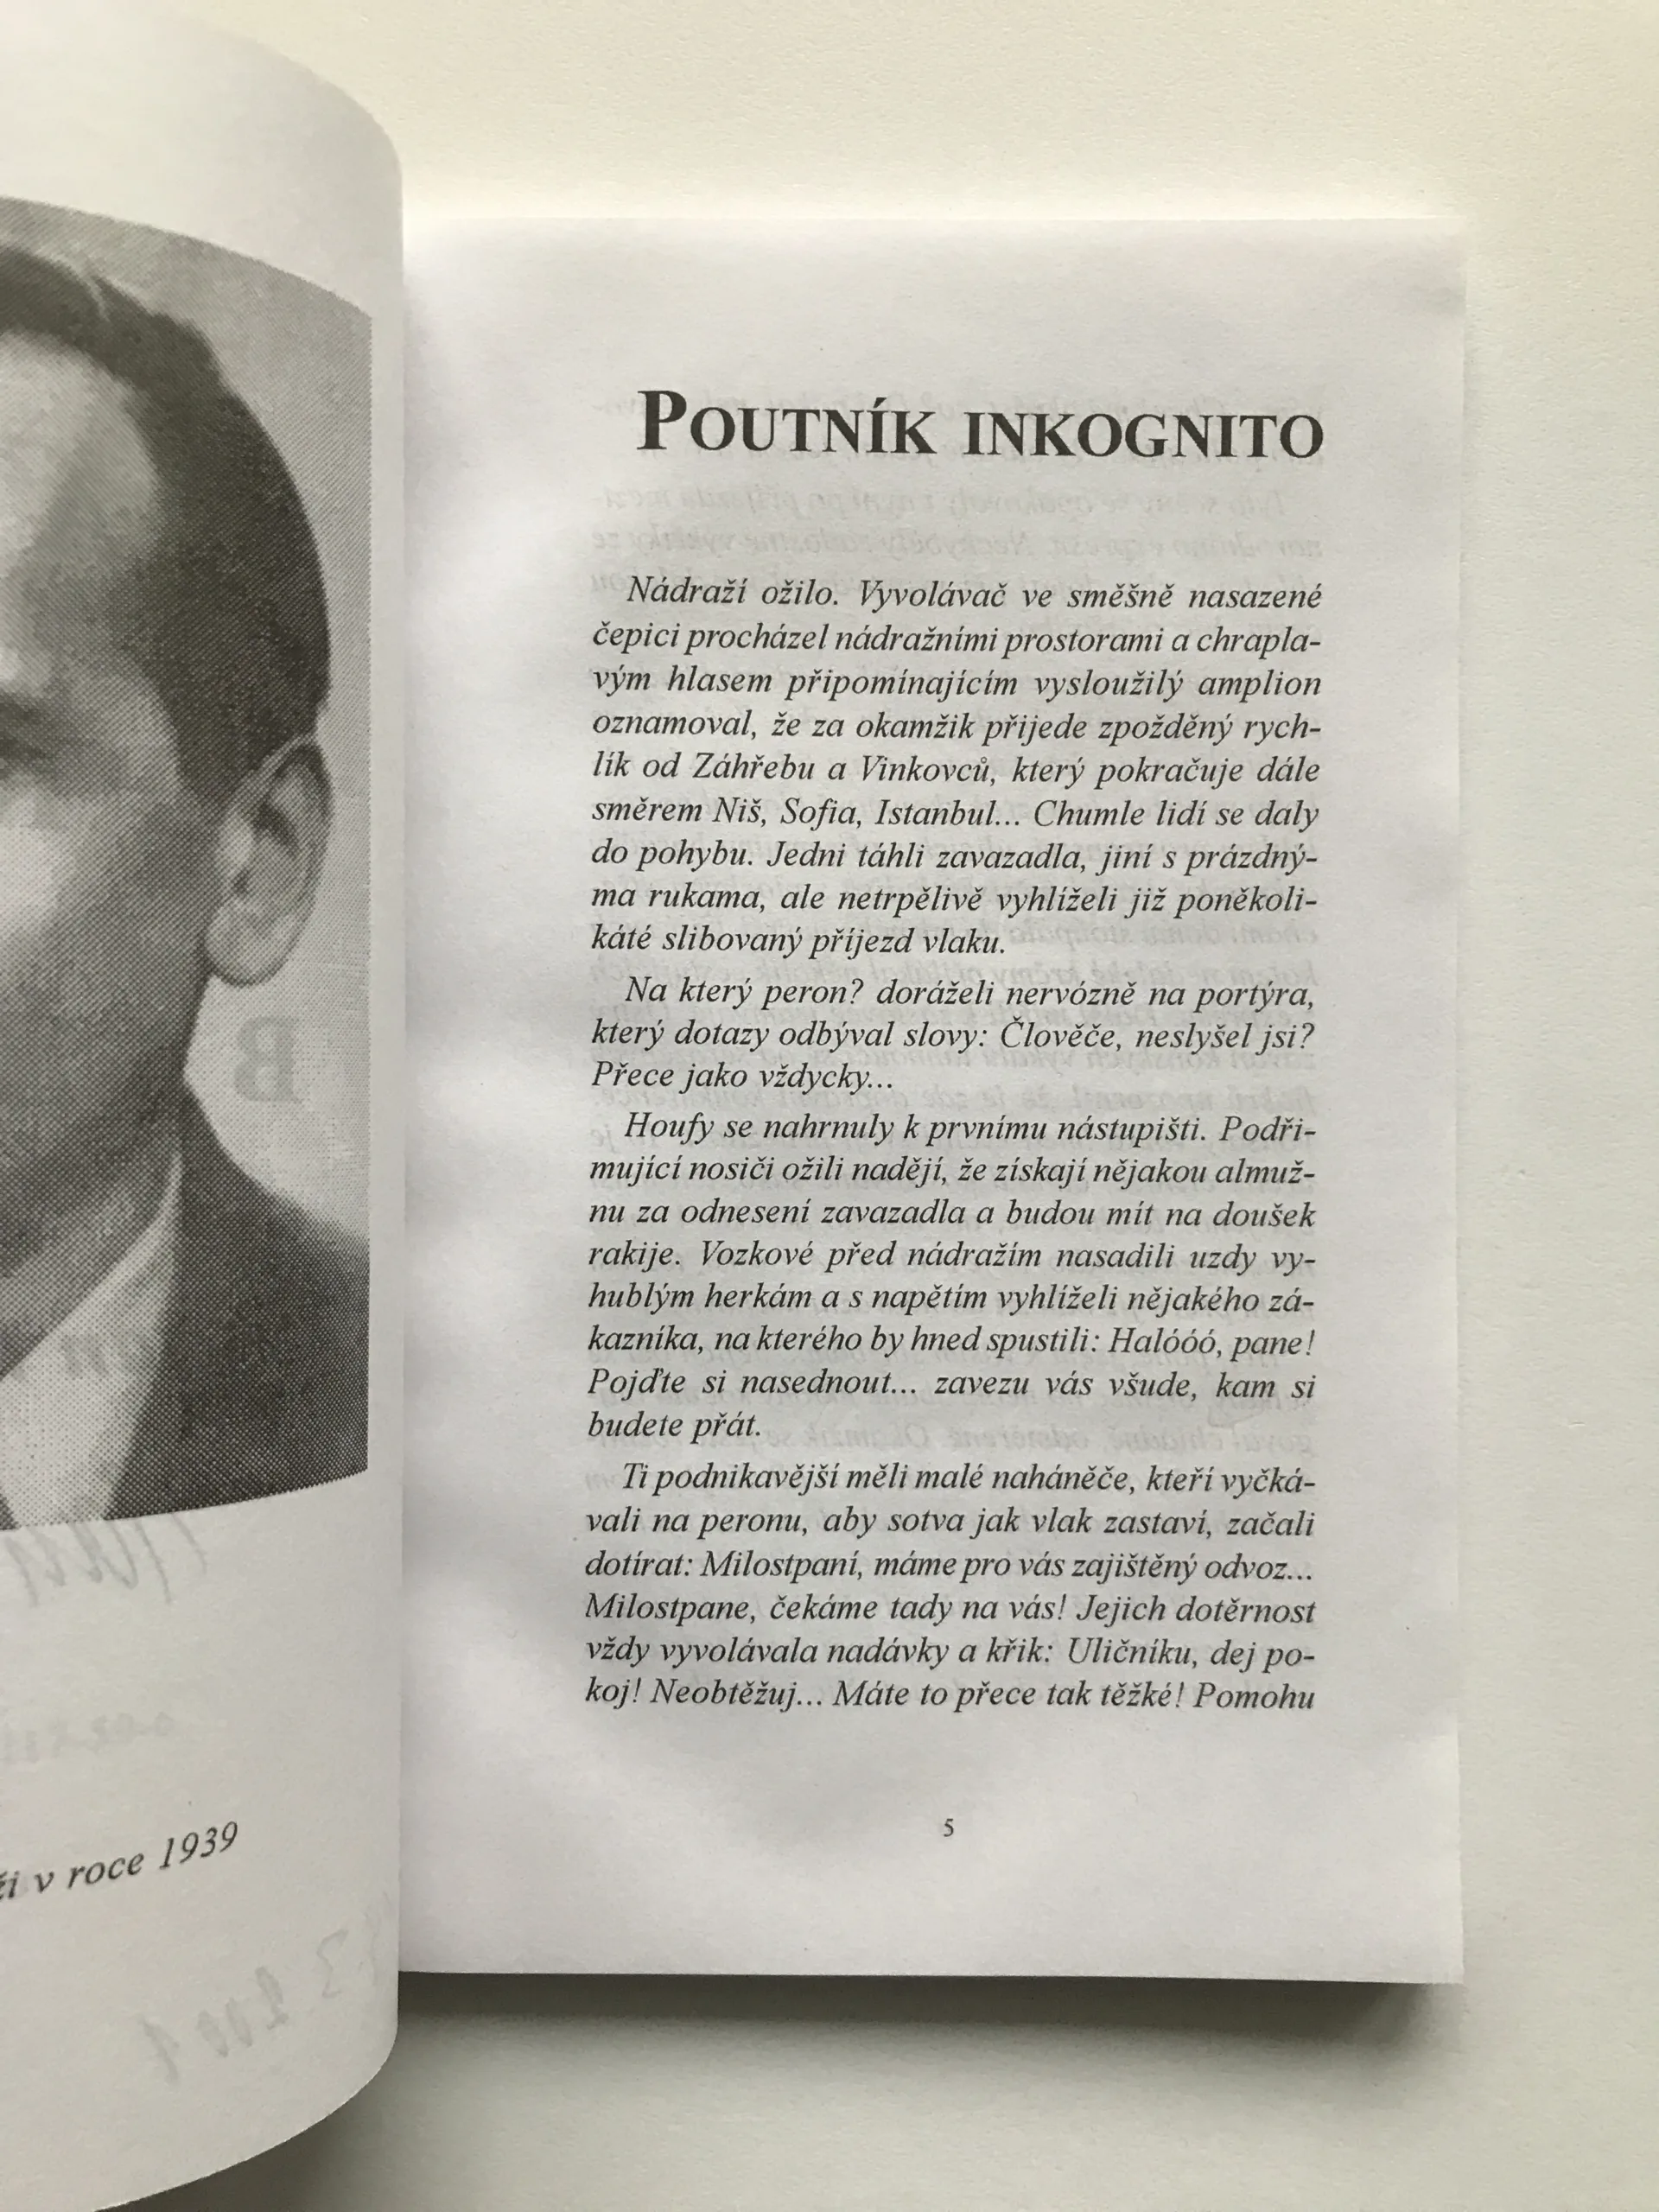 v roce 1939
POUTNÍK INKOGNITO
Nádraží ožilo. Vyvolávač ve směšně nasazené
čepici procházel nádražními prostorami a chrapla-
vým hlasem připomínajícím vysloužilý amplion
oznamoval, že za okamžik přijede zpožděný rych-
lík od Záhřebu a Vinkovců, který pokračuje dále
směrem Niš, Sofia, Istanbul... Chumle lidí se daly
do pohybu. Jedni táhli zavazadla, jiní s prázdný-
ma rukama, ale netrpělivě vyhlíželi již poněkoli-
káté slibovaný příjezd vlaku.
Na který peron? doráželi nervózně na portýra,
který dotazy odbýval slovy: Člověče, neslyšel jsi?
Přece jako vždycky...
Houfy se nahrnuly k prvnímu nástupišti. Podři-
mující nosiči ožili nadějí, že získají nějakou almuž-
nu za odnesení zavazadla a budou mít na doušek
rakije. Vozkové před nádražím nasadili uzdy vy-
hublým herkám a s napětím vyhlíželi nějakého zá-
kazníka, na kterého by hned spustili: Halóóó, pane!
Pojďte si nasednout... zavezu vás všude, kam si
budete přát.
Ti podnikavější měli malé naháněče, kteří vyčká-
vali na peronu, aby sotva jak vlak zastaví, začali
dotírat: Milostpaní, máme pro vás zajištěný odvoz...
Milostpane, čekáme tady na vás! Jejich dotěrnost
vždy vyvolávala nadávky a křik: Uličníku, dej po-
koj! Neobtěžuj... Máte to přece tak těžké! Pomohu
5